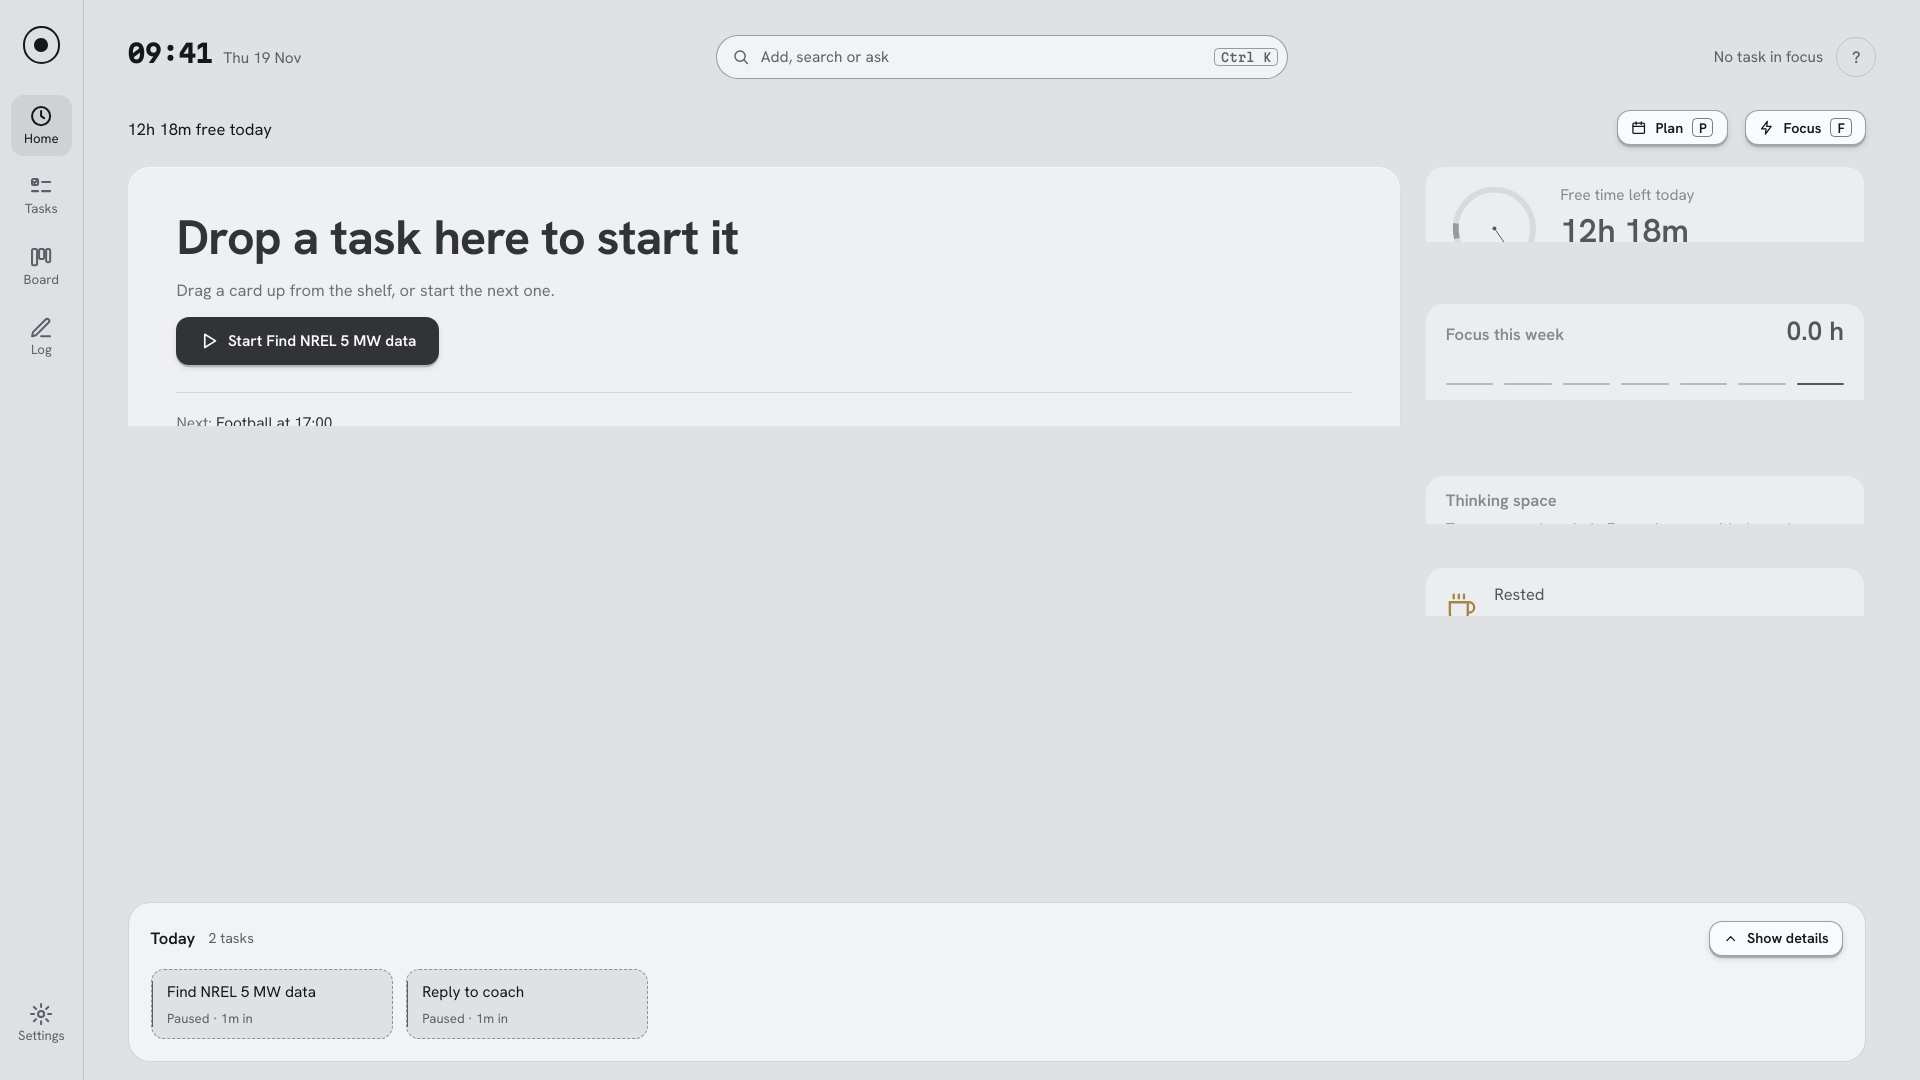 09:41 Thu 19 Nov
Add, search or ask
Ctrl K
No task in focus
?
Home
Tasks
Board
Log
Settings
12h 18m free today
Plan P
Focus F
Drop a task here to start it
Drag a card up from the shelf, or start the next one.
Start Find NREL 5 MW data
Next: Football at 17:00
Free time left today
12h 18m
Focus this week
0.0 h
Thinking space
Rested
Today 2 tasks
Show details
Find NREL 5 MW data
Paused · 1m in
Reply to coach
Paused · 1m in